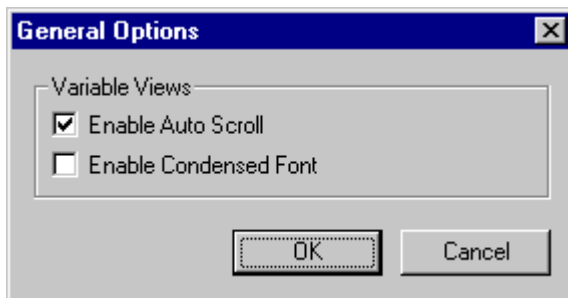 General Options
Variable Views
Enable Auto Scroll
Enable Condensed Font
OK Cancel